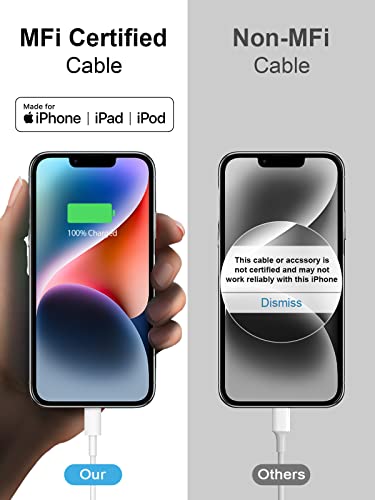 MFi Certified
Cable
Made for
iPhone | iPad | iPod
100% Charged
Our
Non-MFi
Cable
This cable or accssory is
not certified and may not
work reliably with this iPhone
Dismiss
Others